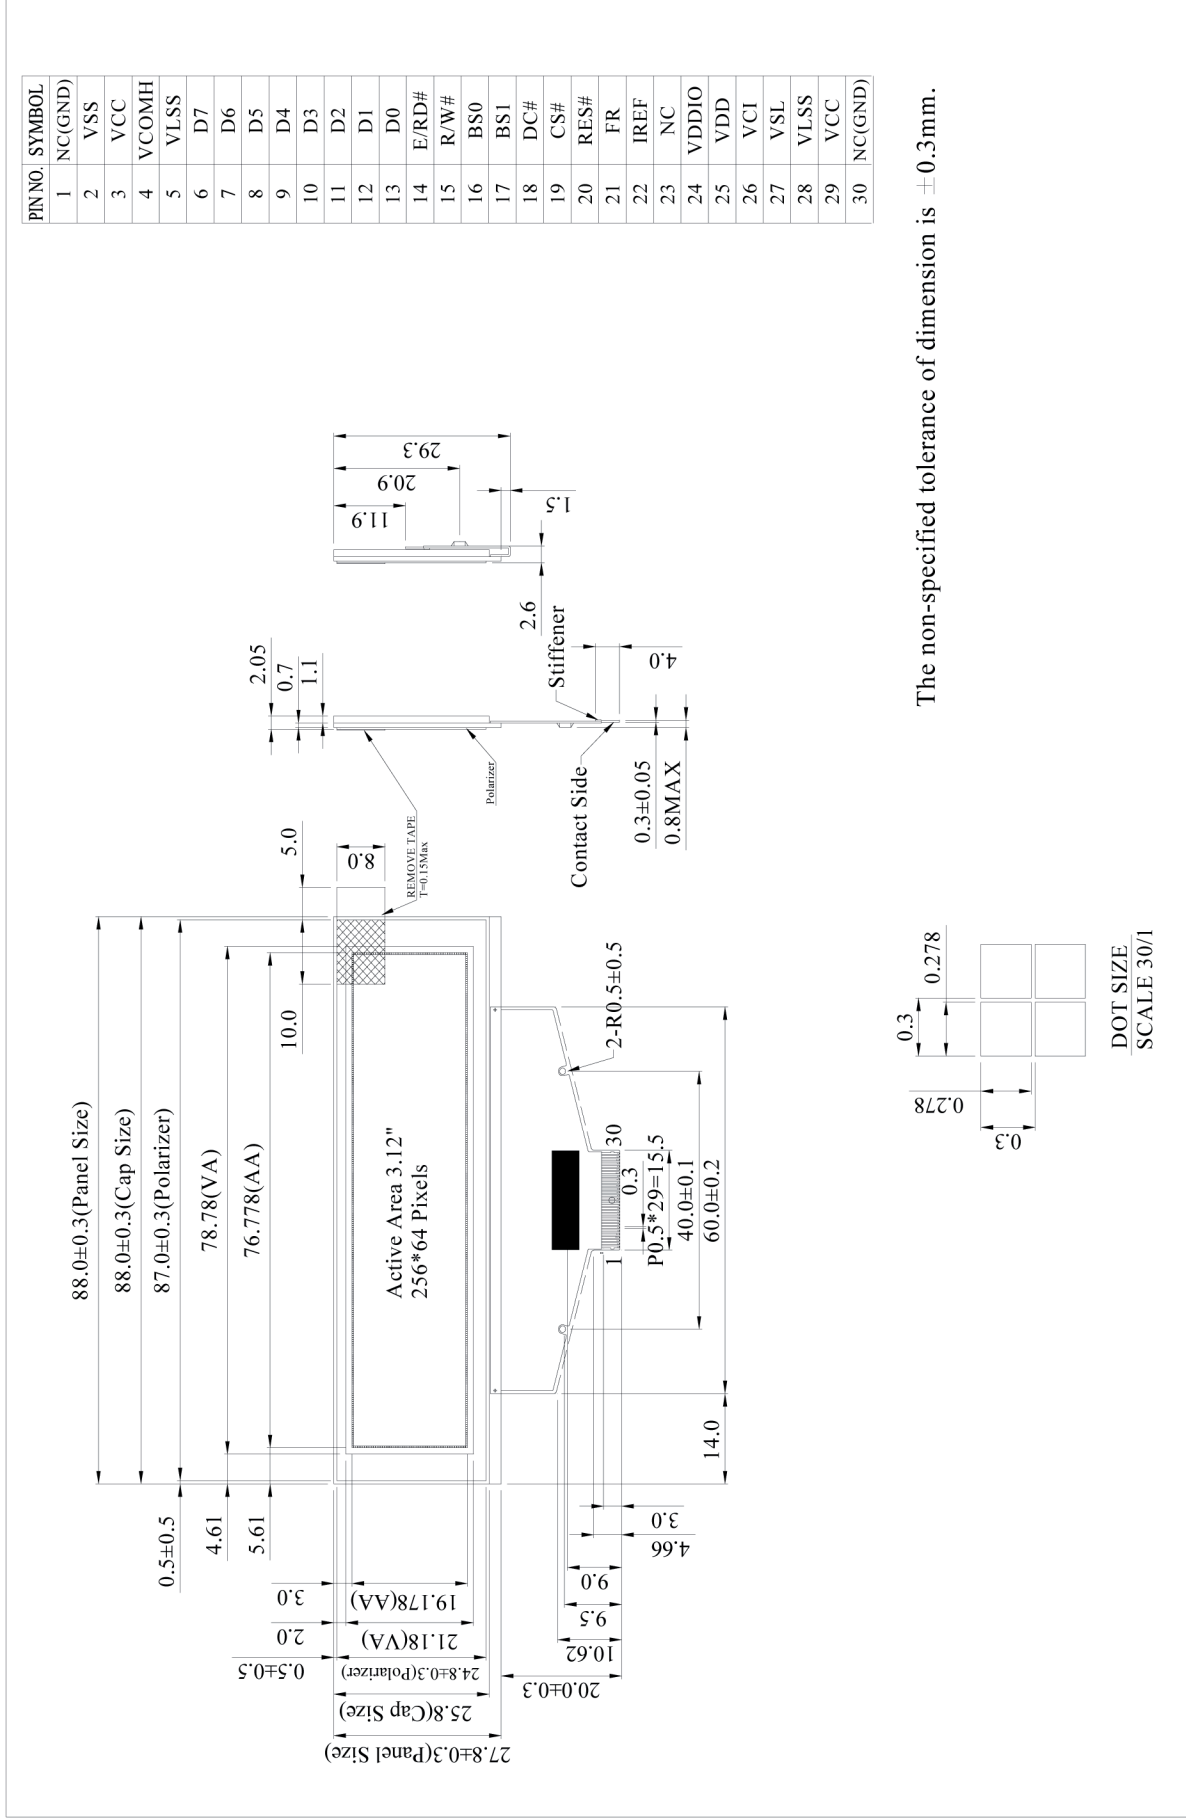 PIN NO. SYMBOL
1 NC(GND)
2 VSS
3 VCC
4 VCOMH
5 VLSS
6 D7
7 D6
8 D5
9 D4
10 D3
11 D2
12 D1
13 D0
14 E/RD#
15 R/W#
16 BS0
17 BS1
18 DC#
19 CS#
20 RES#
21 FR
22 IREF
23 NC
24 VDDIO
25 VDD
26 VCI
27 VSL
28 VLSS
29 VCC
30 NC(GND)
29.3
20.9
11.9
1.5
2.6
2.05
0.7
1.1
Stiffener
4.0
Polarizer
Contact Side
0.3±0.05
0.8MAX
5.0
8.0
REMOVE TAPE
T=0.15Max
10.0
88.0±0.3(Panel Size)
88.0±0.3(Cap Size)
87.0±0.3(Polarizer)
78.78(VA)
76.778(AA)
Active Area 3.12"
256*64 Pixels
2-R0.5±0.5
1
30
0.3
P0.5*29=15.5
40.0±0.1
60.0±0.2
14.0
0.5±0.5
4.61
5.61
3.0
19.178(AA)
2.0
21.18(VA)
0.5±0.5
24.8±0.3(Polarizer)
25.8(Cap Size)
27.8±0.3(Panel Size)
3.0
4.66
9.0
9.5
10.62
20.0±0.3
The non-specified tolerance of dimension is ±0.3mm.
0.278
0.3
0.278
0.3
DOT SIZE
SCALE 30/1